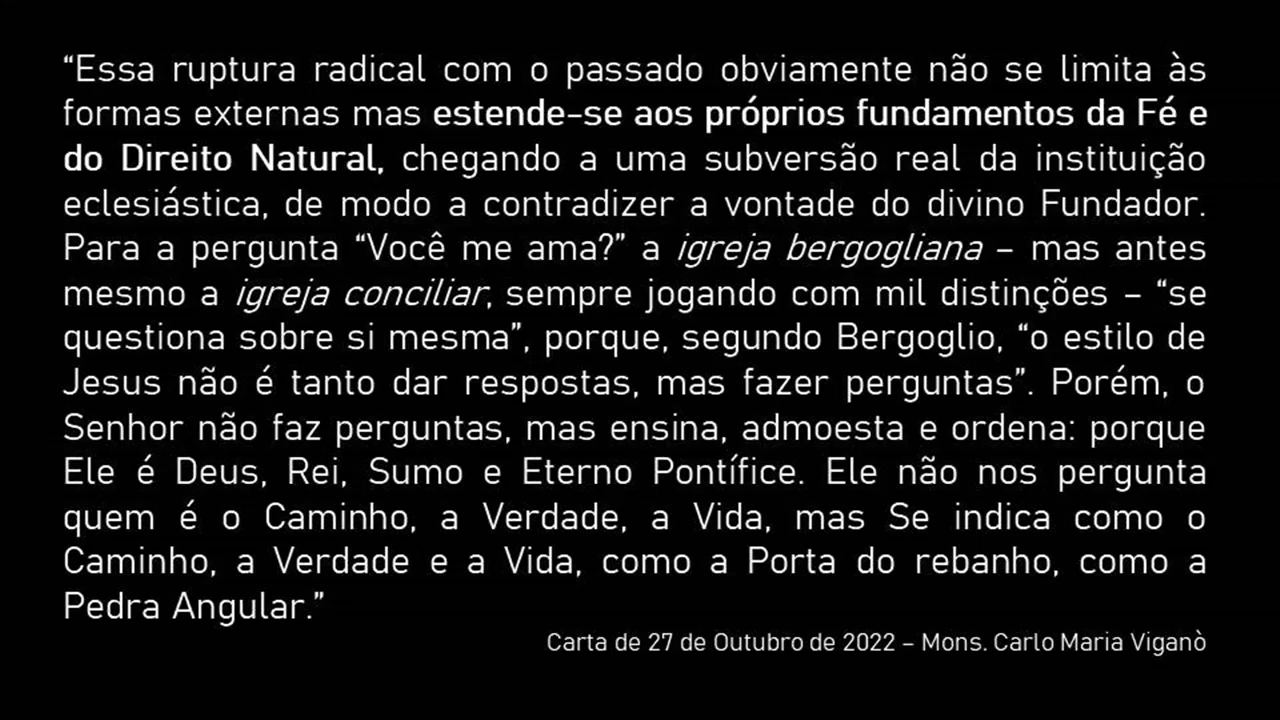 “Essa ruptura radical com o passado obviamente não se limita às
formas externas mas estende-se aos próprios fundamentos da Fé e
do Direito Natural, chegando a uma subversão real da instituição
eclesiástica, de modo a contradizer a vontade do divino Fundador.
Para a pergunta “Você me ama?” a igreja bergogliana – mas antes
mesmo a igreja conciliar, sempre jogando com mil distinções – “se
questiona sobre si mesma”, porque, segundo Bergoglio, “o estilo de
Jesus não é tanto dar respostas, mas fazer perguntas”. Porém, o
Senhor não faz perguntas, mas ensina, admoesta e ordena: porque
Ele é Deus, Rei, Sumo e Eterno Pontífice. Ele não nos pergunta
quem é o Caminho, a Verdade, a Vida, mas Se indica como o
Caminho, a Verdade e a Vida, como a Porta do rebanho, como a
Pedra Angular.”
Carta de 27 de Outubro de 2022 – Mons. Carlo Maria Viganò